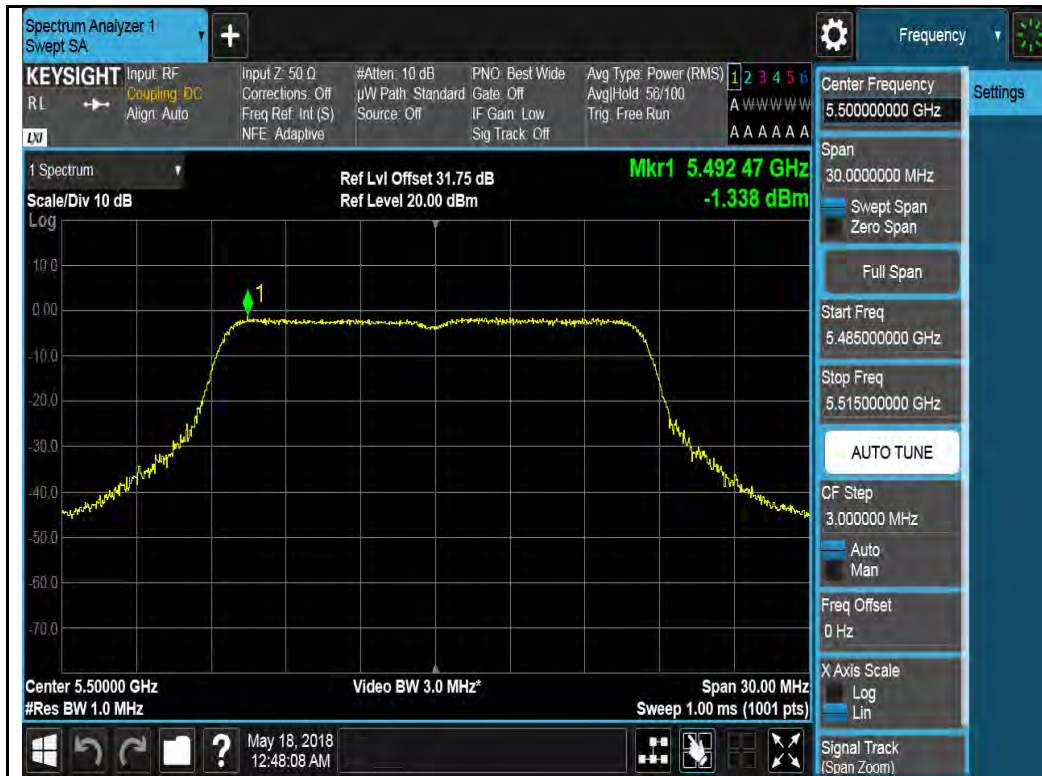 Spectrum Analyzer 1
Swept SA
+
Frequency
KEYSIGHT
R L
LXI
Input: RF
Coupling: DC
Align: Auto
Input Z: 50 Ω
Corrections: Off
Freq Ref: Int (S)
NFE: Adaptive
#Atten: 10 dB
µW Path: Standard
Source: Off
PNO: Best Wide
Gate: Off
IF Gain: Low
Sig Track: Off
Avg Type: Power (RMS)
Avg|Hold: 56/100
Trig: Free Run
1 2 3 4 5 6
A W W W W W
A A A A A A
1 Spectrum
Scale/Div 10 dB
Log
Ref Lvl Offset 31.75 dB
Ref Level 20.00 dBm
Mkr1 5.492 47 GHz
-1.338 dBm
10.0
1
0.00
-10.0
-20.0
-30.0
-40.0
-50.0
-60.0
-70.0
Center 5.50000 GHz
#Res BW 1.0 MHz
Video BW 3.0 MHz*
Span 30.00 MHz
Sweep 1.00 ms (1001 pts)
?
May 18, 2018
12:48:08 AM
Center Frequency
5.500000000 GHz
Span
30.0000000 MHz
Swept Span
Zero Span
Full Span
Start Freq
5.485000000 GHz
Stop Freq
5.515000000 GHz
AUTO TUNE
CF Step
3.000000 MHz
Auto
Man
Freq Offset
0 Hz
X Axis Scale
Log
Lin
Signal Track
(Span Zoom)
Settings